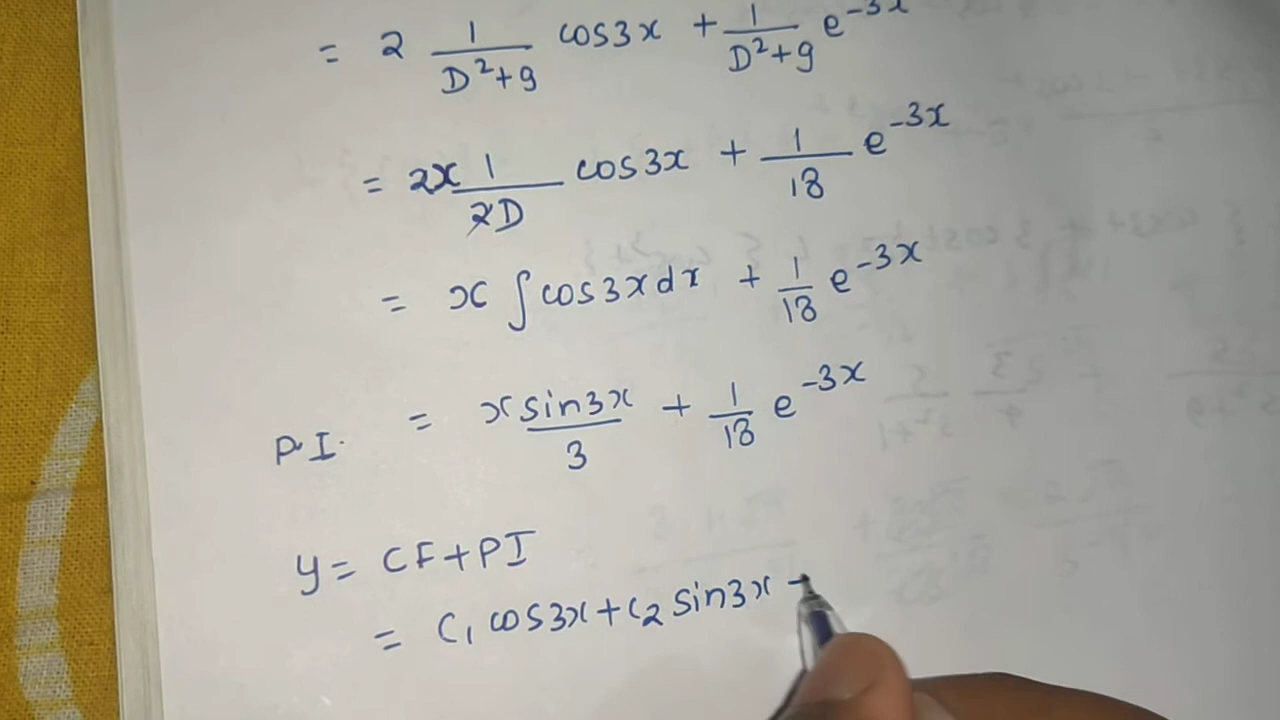 = 2 1/(D²+9) cos3x + 1/(D²+9) e^-3x
= 2x 1/(2D) cos3x + 1/18 e^-3x
= x ∫cos3x dx + 1/18 e^-3x
P.I. = x sin3x/3 + 1/18 e^-3x
y = CF+PI
= C₁ cos3x + C₂ sin3x